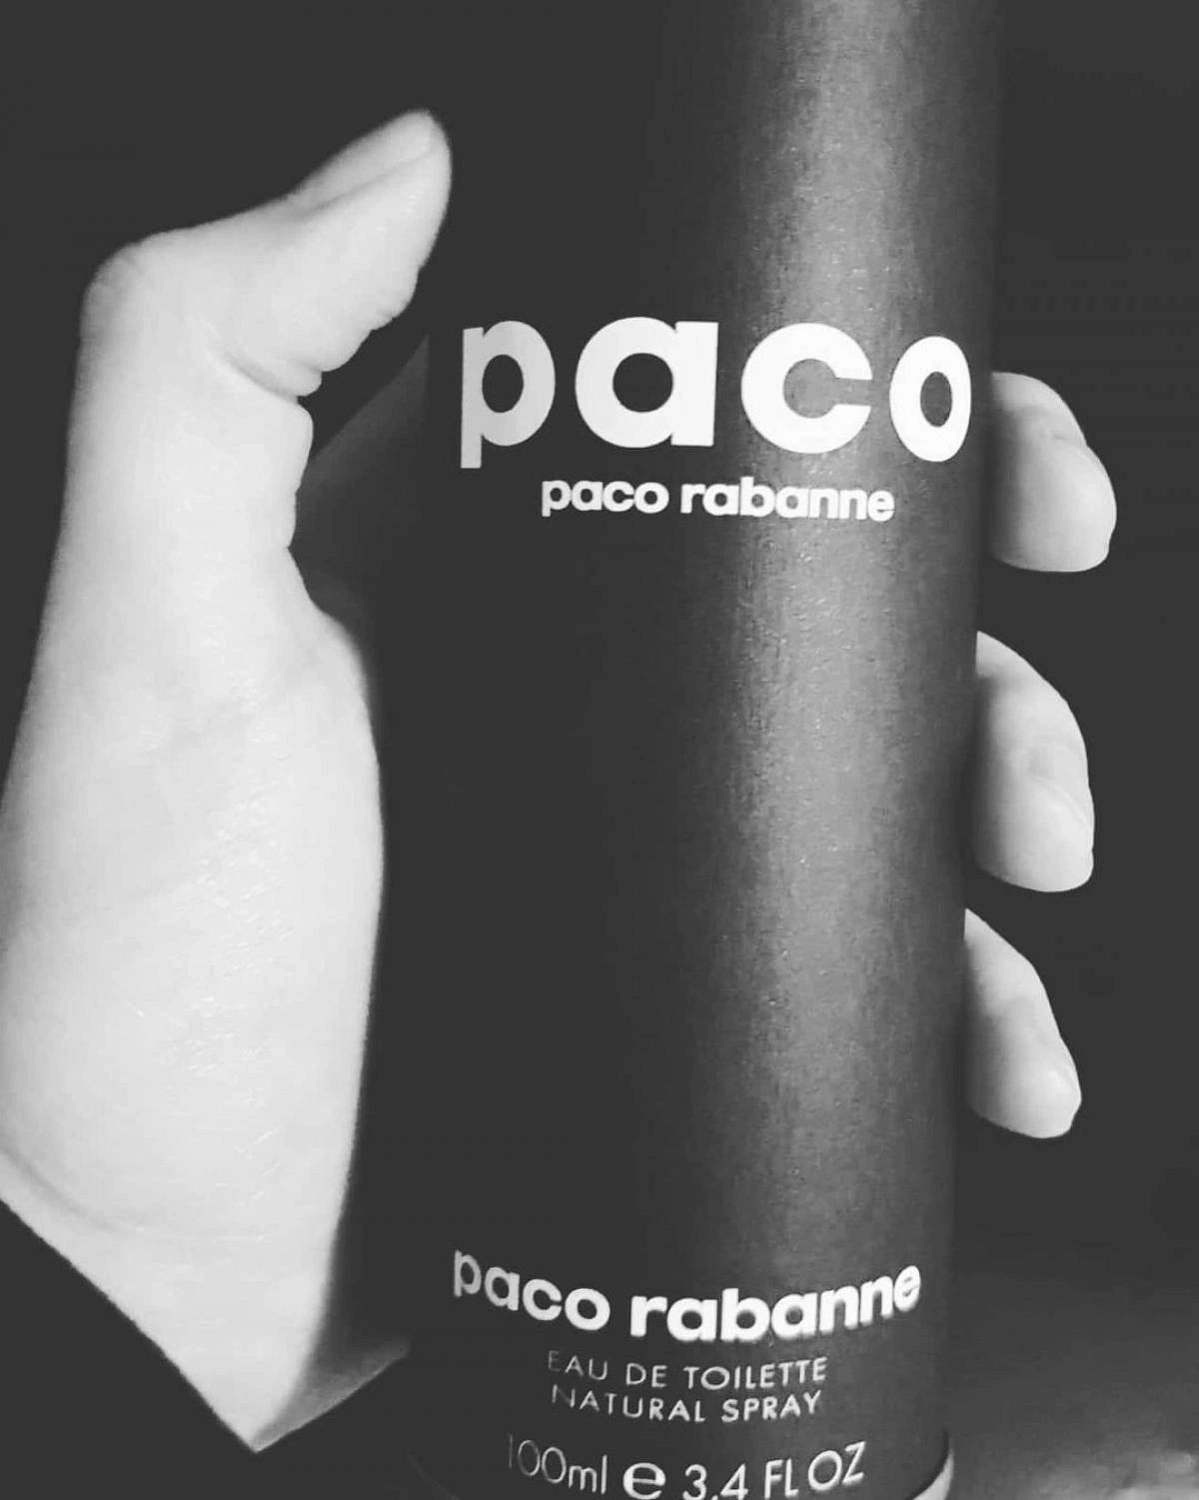 paco
paco rabanne
paco rabanne
EAU DE TOILETTE
NATURAL SPRAY
100ml e 3.4 FL OZ